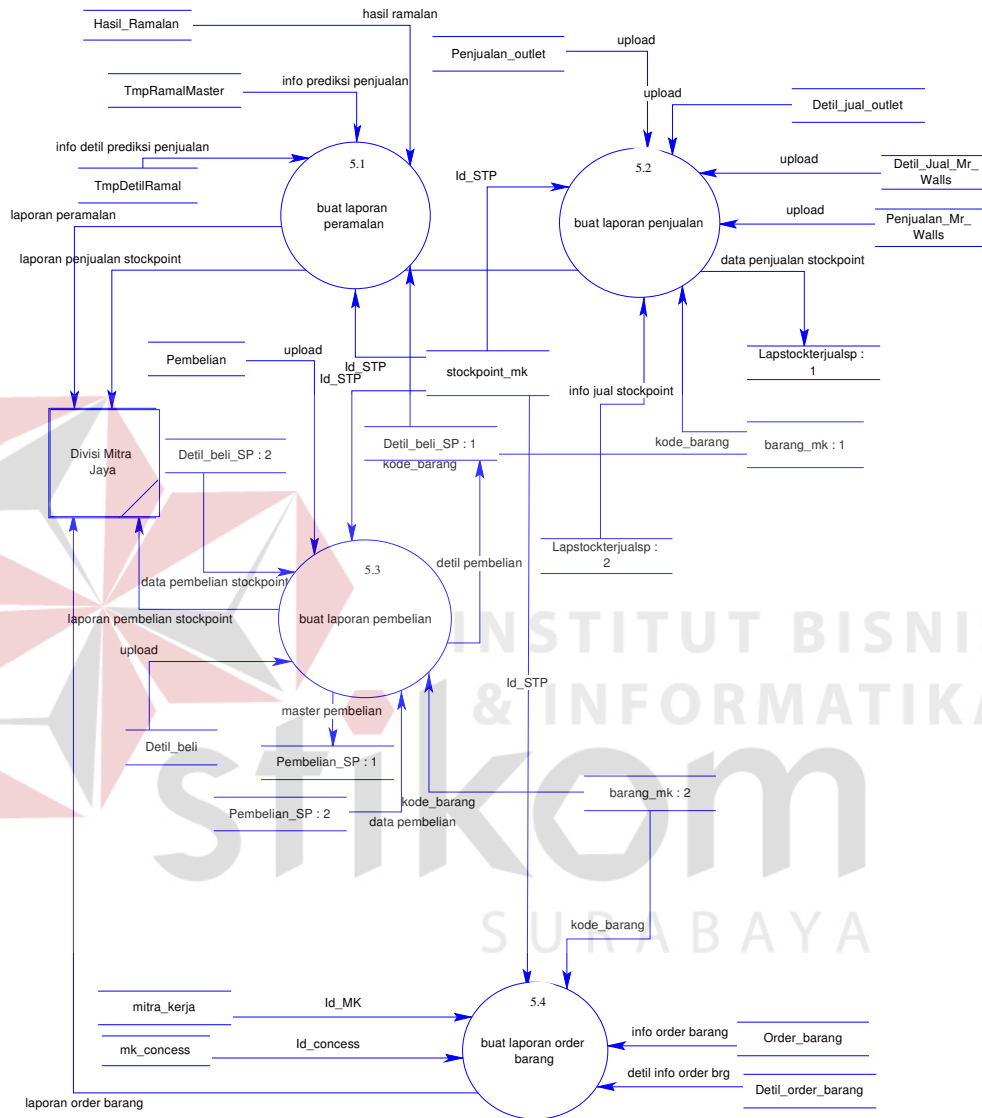 Hasil_Ramalan
hasil ramalan
Penjualan_outlet
upload
TmpRamalMaster
info prediksi penjualan
upload
Detil_jual_outlet
info detil prediksi penjualan
TmpDetilRamal
5.1
buat laporan
peramalan
Id_STP
5.2
buat laporan penjualan
upload
Detil_Jual_Mr_
Walls
upload
Penjualan_Mr_
Walls
laporan peramalan
laporan penjualan stockpoint
data penjualan stockpoint
Pembelian
upload
Id_STP
Id_STP
stockpoint_mk
Lapstockterjualsp :
1
info jual stockpoint
Divisi Mitra
Jaya
Detil_beli_SP : 2
Detil_beli_SP : 1
kode_barang
kode_barang
barang_mk : 1
Lapstockterjualsp :
2
detil pembelian
5.3
buat laporan pembelian
data pembelian stockpoint
laporan pembelian stockpoint
upload
Detil_beli
master pembelian
Pembelian_SP : 1
Pembelian_SP : 2
kode_barang
data pembelian
Id_STP
barang_mk : 2
INSTITUT BISNI
& INFORMATIKA
stikom
SURABAYA
kode_barang
mitra_kerja
Id_MK
mk_concess
Id_concess
5.4
buat laporan order
barang
info order barang
Order_barang
detil info order brg
Detil_order_barang
laporan order barang